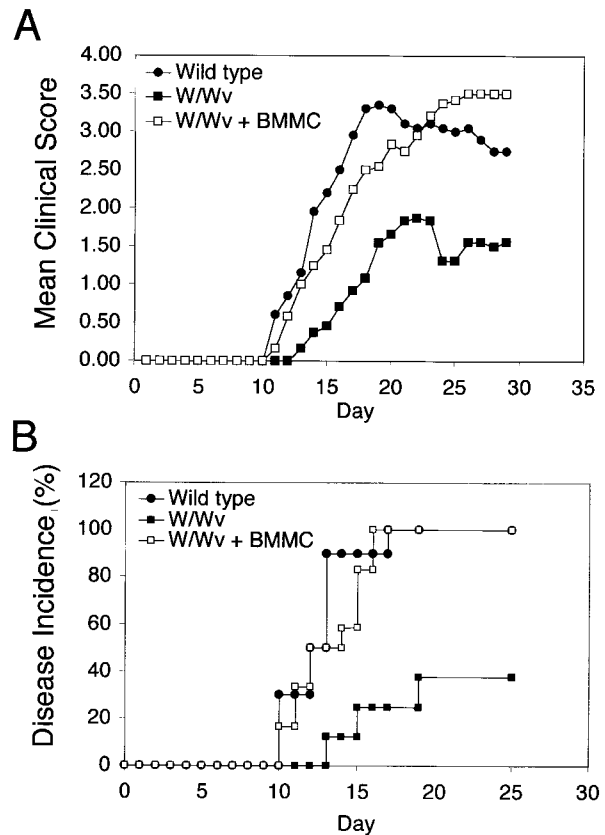 A
Mean Clinical Score
4.00
3.50
3.00
2.50
2.00
1.50
1.00
0.50
0.00
Wild type
W/Wv
W/Wv + BMMC
0 5 10 15 20 25 30 35
Day
B
Disease Incidence (%)
120
100
80
60
40
20
0
Wild type
W/Wv
W/Wv + BMMC
0 5 10 15 20 25 30
Day